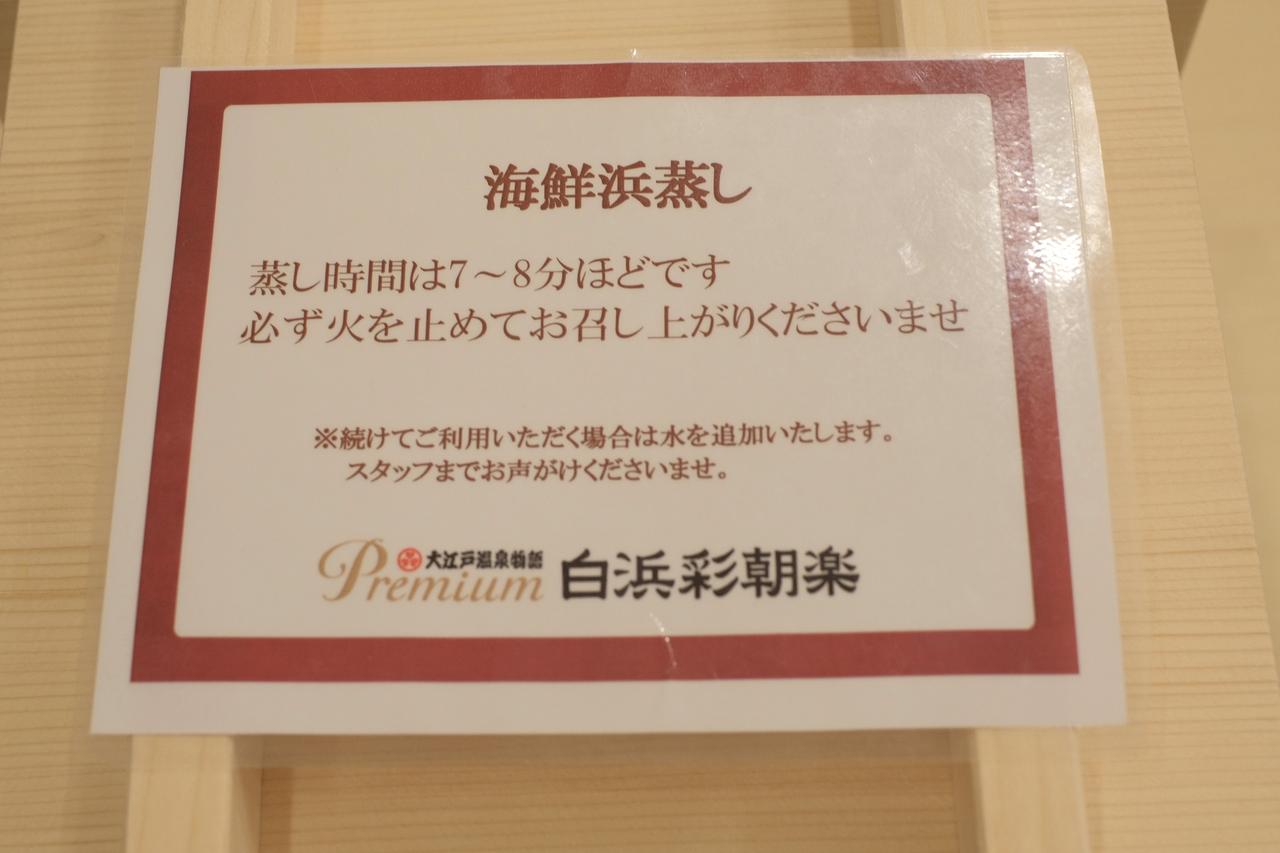 海鮮浜蒸し
蒸し時間は7～8分ほどです
必ず火を止めてお召し上がりくださいませ
※続けてご利用いただく場合は水を追加いたします。
スタッフまでお声がけくださいませ。
大江戸温泉物語
Premium 白浜彩朝楽